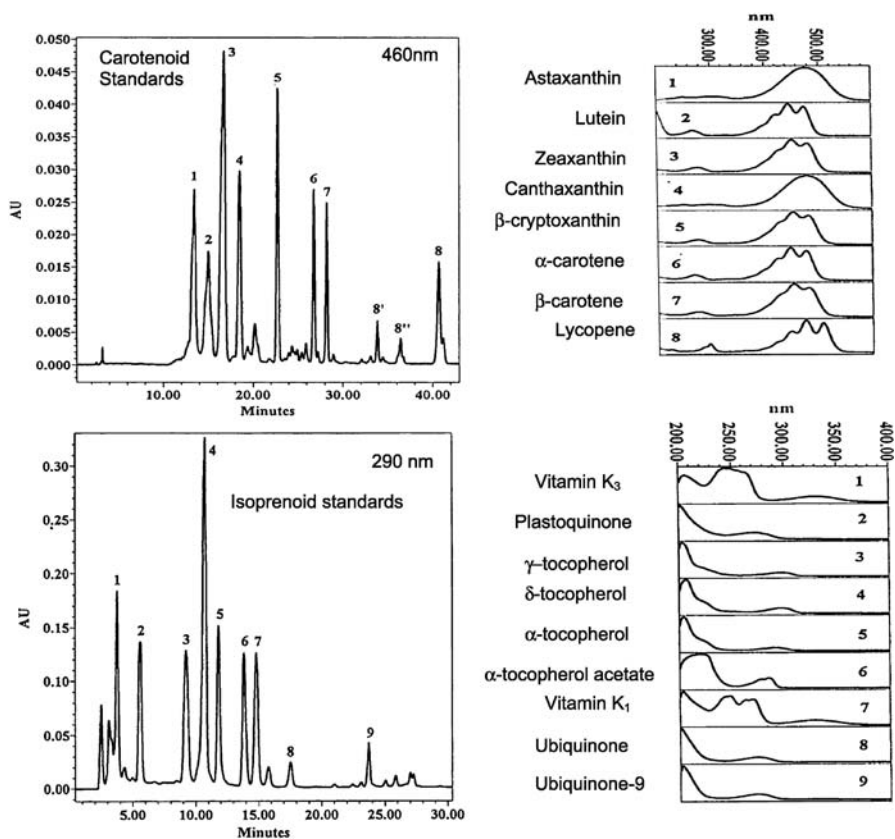 Carotenoid
Standards
460nm
AU
0.050
0.045
0.040
0.035
0.030
0.025
0.020
0.015
0.010
0.005
0.000
1
2
3
4
5
6
7
8'
8''
8
10.00 20.00 30.00 40.00
Minutes
nm
300.00 400.00 500.00
Astaxanthin 1
Lutein 2
Zeaxanthin 3
Canthaxanthin 4
β-cryptoxanthin 5
α-carotene 6
β-carotene 7
Lycopene 8
290 nm
Isoprenoid standards
AU
0.30
0.25
0.20
0.15
0.10
0.05
0.00
1
2
3
4
5
6
7
8
9
5.00 10.00 15.00 20.00 25.00 30.00
Minutes
nm
200.00 250.00 300.00 350.00 400.00
Vitamin K3 1
Plastoquinone 2
γ–tocopherol 3
δ-tocopherol 4
α-tocopherol 5
α-tocopherol acetate 6
Vitamin K1 7
Ubiquinone 8
Ubiquinone-9 9